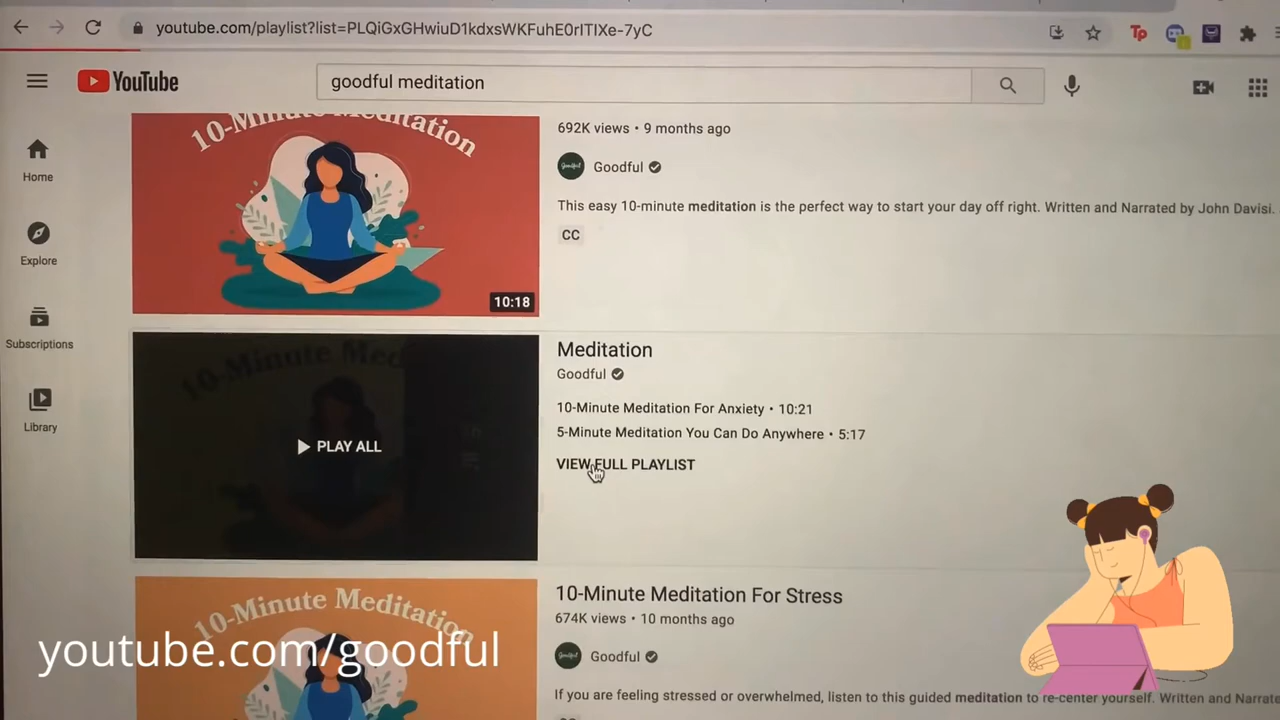 youtube.com/playlist?list=PLQiGxGHwiuD1kdxsWKFuhE0rITIXe-7yC
Tp
YouTube
goodful meditation
10-Minute Meditation
692K views • 9 months ago
Goodful
This easy 10-minute meditation is the perfect way to start your day off right. Written and Narrated by John Davisi.
CC
10:18
Home
Explore
Subscriptions
Library
10-Minute Med
PLAY ALL
Meditation
Goodful
10-Minute Meditation For Anxiety • 10:21
5-Minute Meditation You Can Do Anywhere • 5:17
VIEW FULL PLAYLIST
10-Minute Meditation
10-Minute Meditation For Stress
674K views • 10 months ago
Goodful
If you are feeling stressed or overwhelmed, listen to this guided meditation to re-center yourself. Written and Narrate
youtube.com/goodful